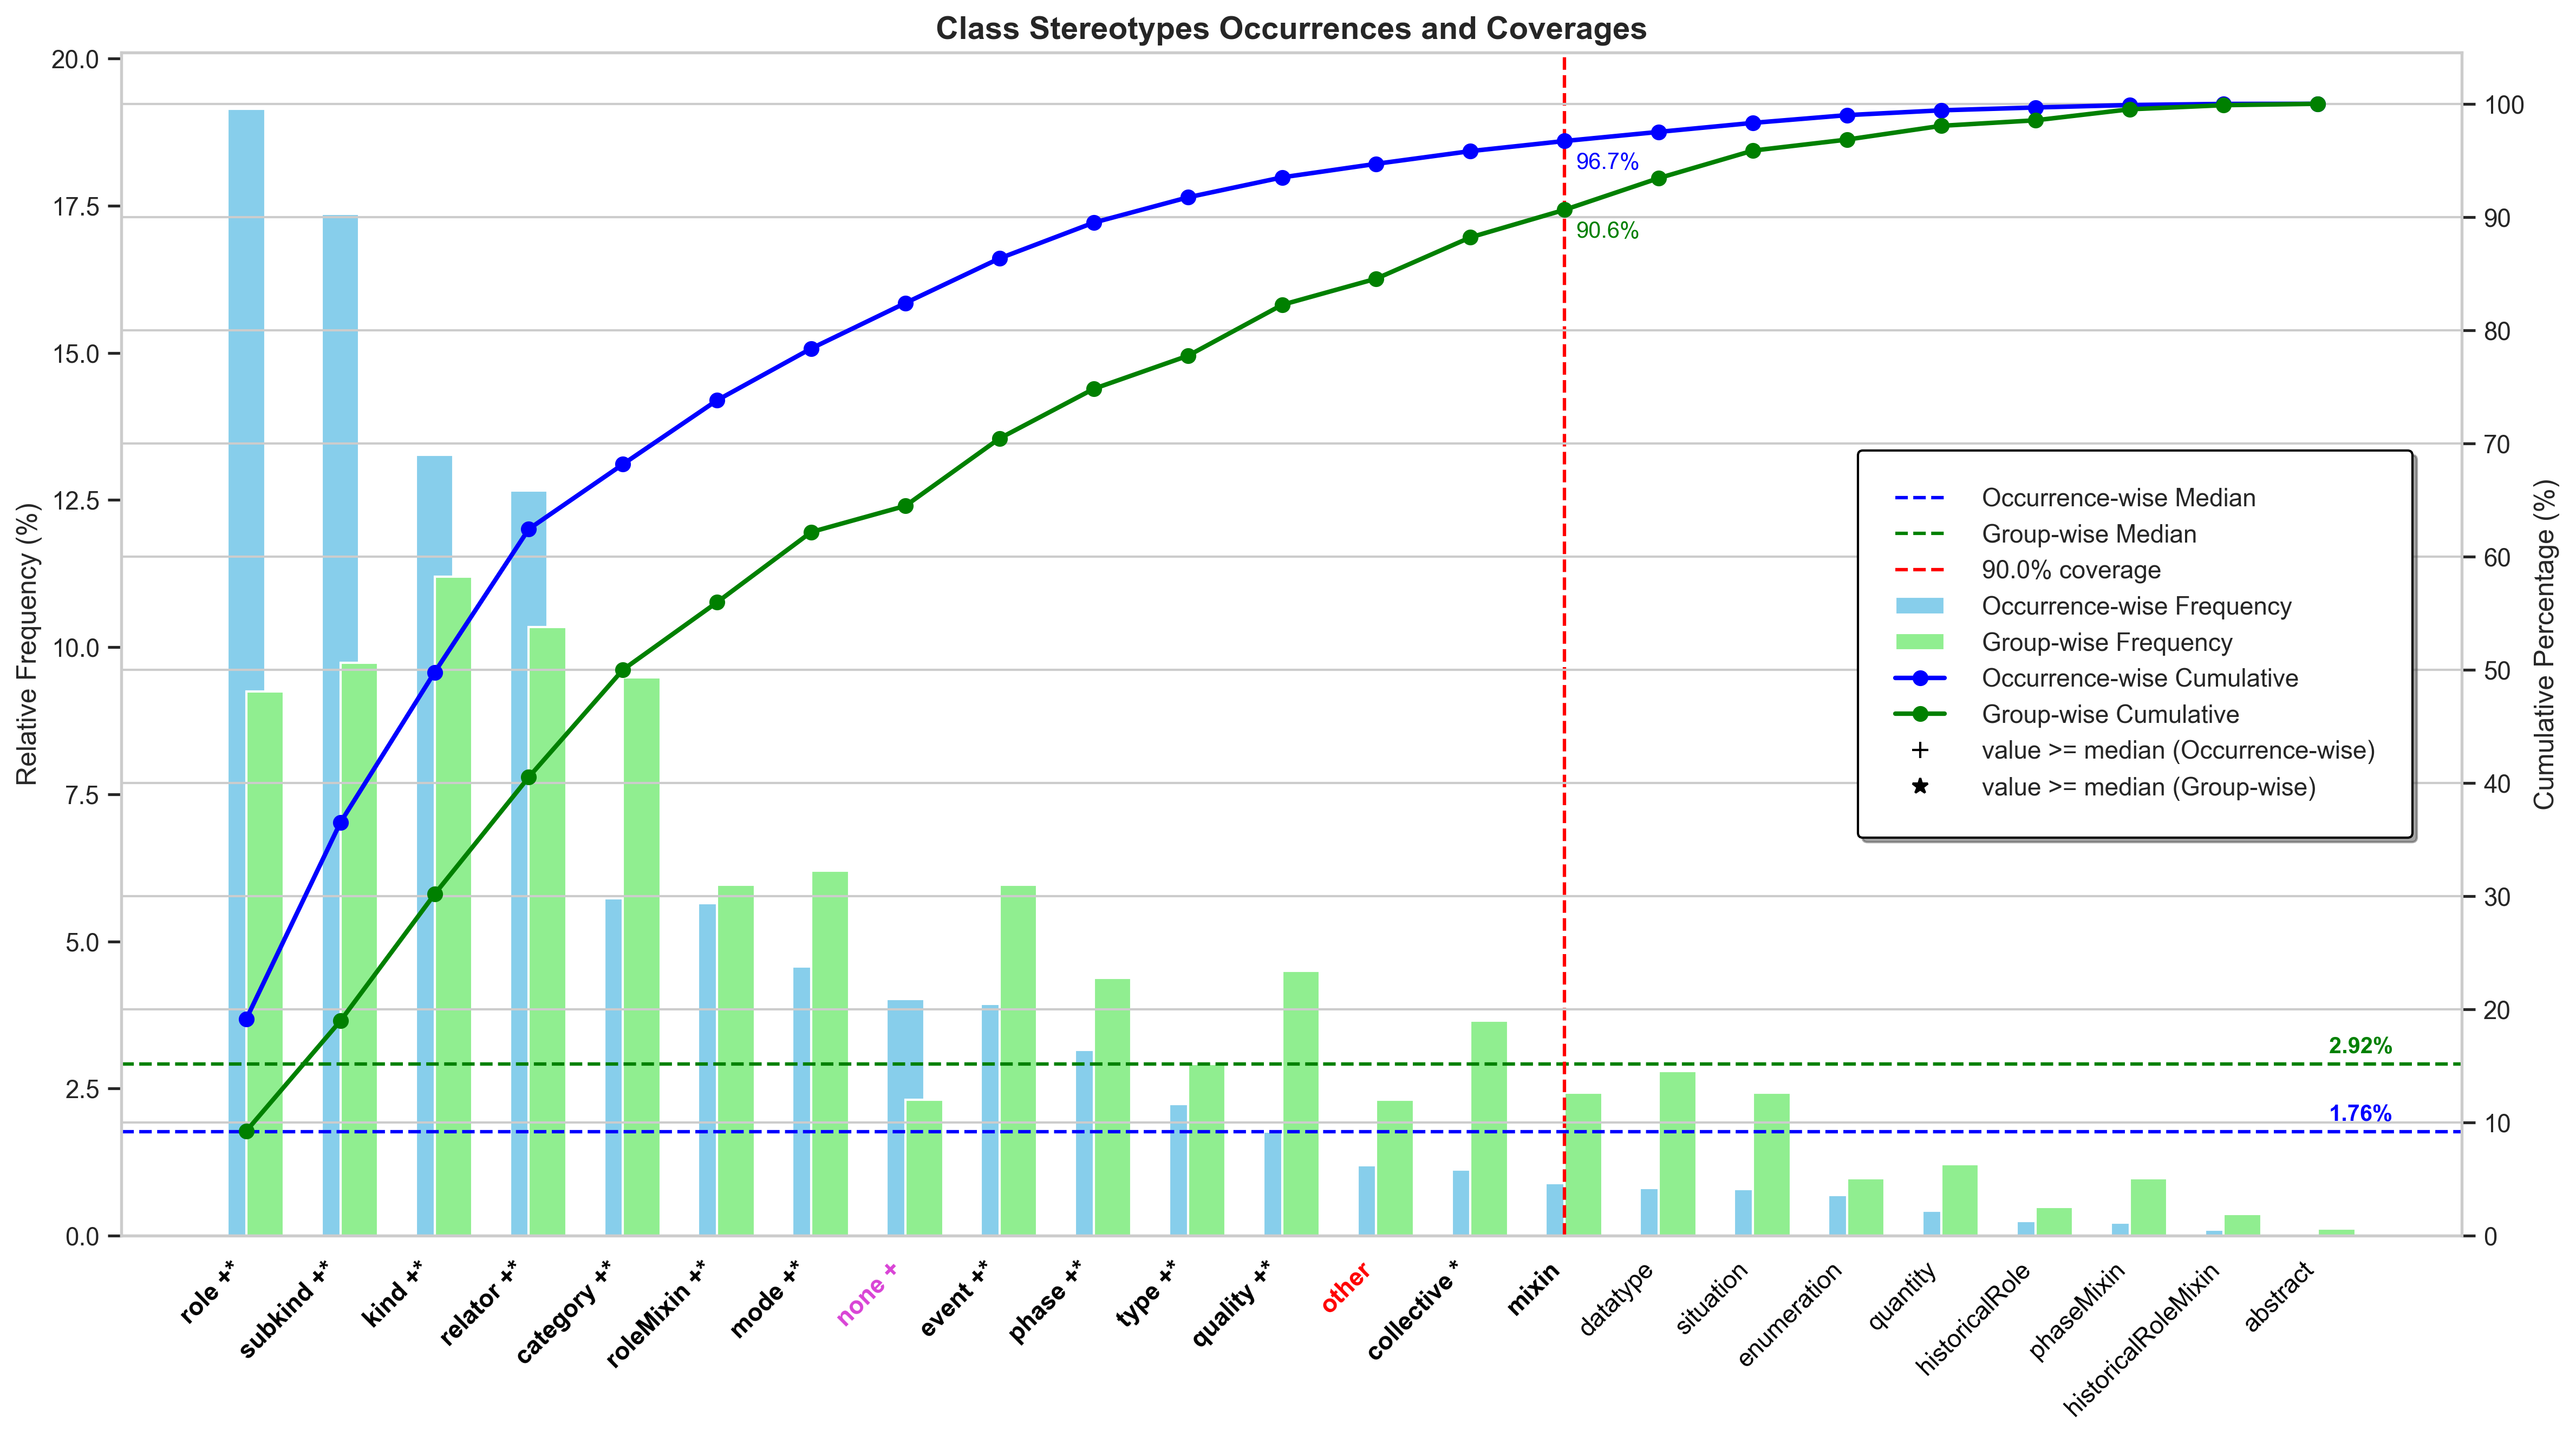 Class Stereotypes Occurrences and Coverages
20.0
17.5
15.0
12.5
10.0
7.5
5.0
2.5
0.0
Relative Frequency (%)
100
90
80
70
60
50
40
30
20
10
0
Cumulative Percentage (%)
96.7%
90.6%
Occurrence-wise Median
Group-wise Median
90.0% coverage
Occurrence-wise Frequency
Group-wise Frequency
Occurrence-wise Cumulative
Group-wise Cumulative
value >= median (Occurrence-wise)
value >= median (Group-wise)
2.92%
1.76%
role +*
subkind +*
kind +*
relator +*
category +*
roleMixin +*
mode +*
none +
event +*
phase +*
type +*
quality +*
other
collective *
mixin
datatype
situation
enumeration
quantity
historicalRole
phaseMixin
historicalRoleMixin
abstract